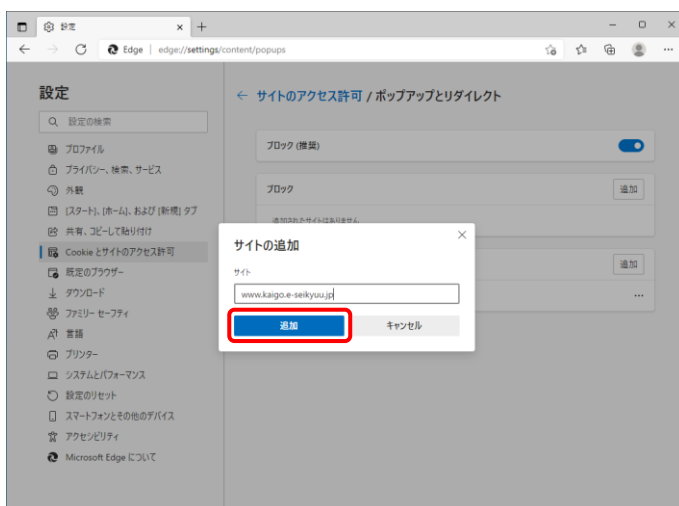 設定
Edge | edge://settings/content/popups
設定
設定の検索
プロファイル
プライバシー、検索、サービス
外観
[スタート]、[ホーム]、および [新規] タブ
共有、コピーして貼り付け
Cookie とサイトのアクセス許可
既定のブラウザー
ダウンロード
ファミリー セーフティ
言語
プリンター
システムとパフォーマンス
設定のリセット
スマートフォンとその他のデバイス
アクセシビリティ
Microsoft Edge について
サイトのアクセス許可 / ポップアップとリダイレクト
ブロック (推奨)
ブロック
追加
追加されたサイトはありません
追加
サイトの追加
サイト
www.kaigo.e-seikyuu.jp
追加
キャンセル